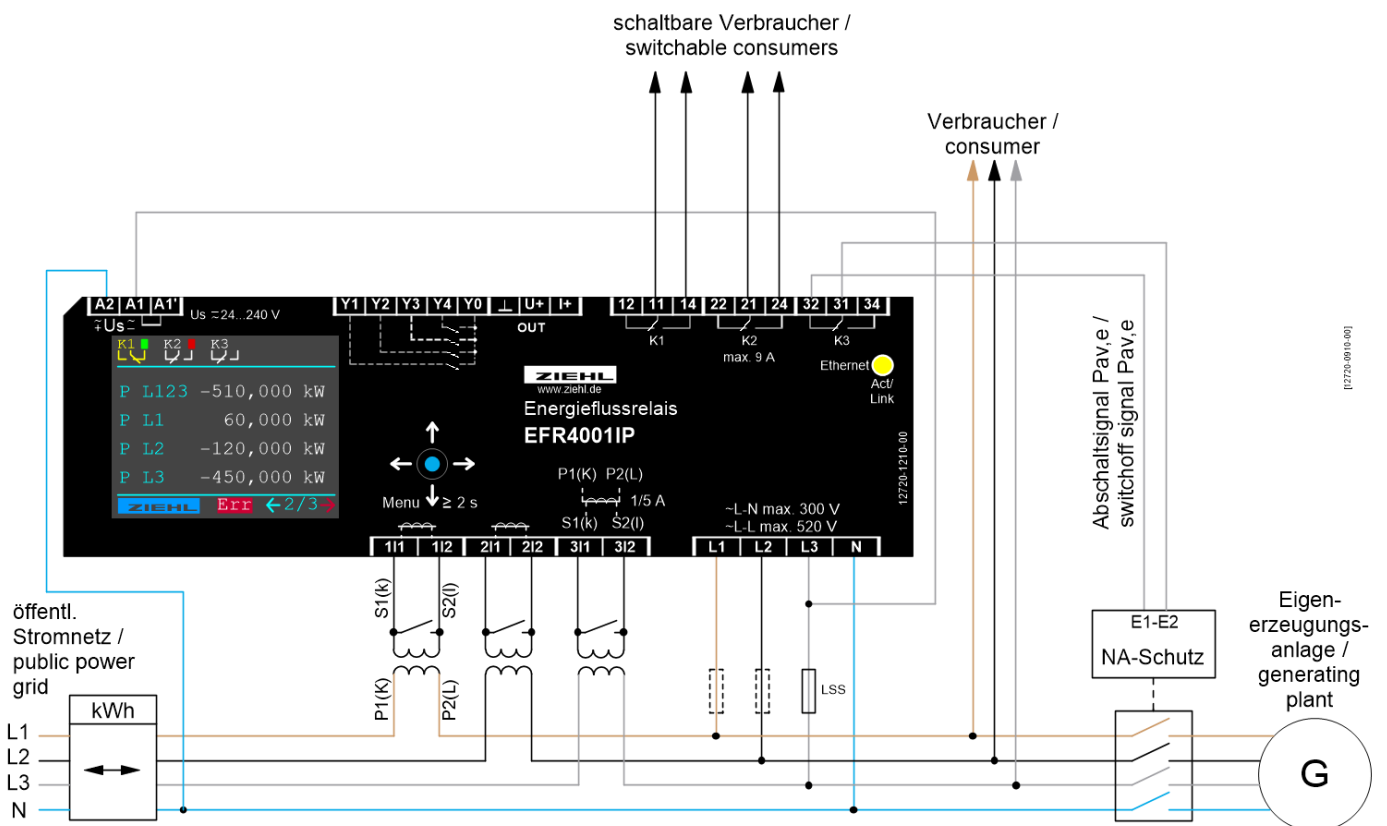 schaltbare Verbraucher /
switchable consumers
Verbraucher /
consumer
A2 A1 A1'
Us ≂24...240 V
≂Us≂
Y1 Y2 Y3 Y4 Y0 ⊥ U+ I+
OUT
12 11 14 22 21 24 32 31 34
K1
K2
max. 9 A
K3
K1 K2 K3
P L123 -510,000 kW
P L1 60,000 kW
P L2 -120,000 kW
P L3 -450,000 kW
ZIEHL Err ←2/3→
ZIEHL
www.ziehl.de
Energieflussrelais
EFR4001IP
Ethernet
Act/
Link
12720-1210-00
Menu ≥ 2 s
P1(K) P2(L)
1/5 A
S1(k) S2(l)
~L-N max. 300 V
~L-L max. 520 V
1I1 1I2 2I1 2I2 3I1 3I2 L1 L2 L3 N
Abschaltsignal Pav,e /
switchoff signal Pav,e
[12720-0910-00]
S1(k)
S2(l)
P1(K)
P2(L)
LSS
öffentl.
Stromnetz /
public power
grid
kWh
L1
L2
L3
N
E1-E2
NA-Schutz
Eigen-
erzeugungs-
anlage /
generating
plant
G